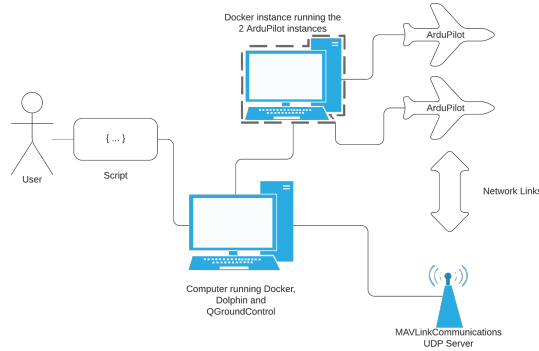 Docker instance running the
2 ArduPilot instances
ArduPilot
ArduPilot
{ ... }
User
Script
Network Links
Computer running Docker,
Dolphin and
QGroundControl
MAVLinkCommunications
UDP Server